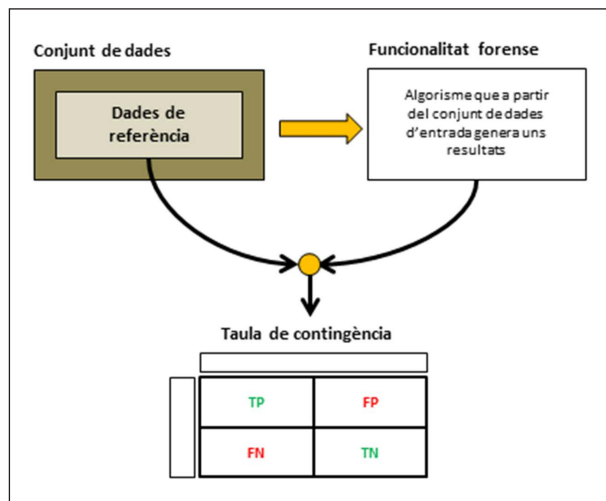 Conjunt de dades
Dades de
referència
Funcionalitat forense
Algorisme que a partir
del conjunt de dades
d'entrada genera uns
resultats
Taula de contingència
TP
FP
FN
TN